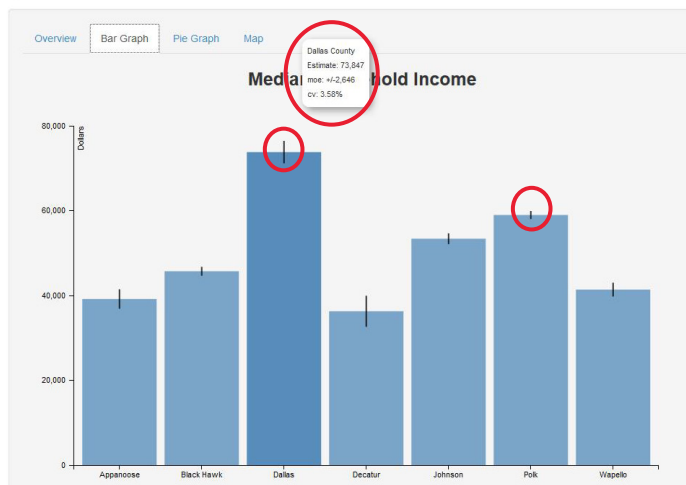 Overview Bar Graph Pie Graph Map
Dallas County
Estimate: 73,847
moe: +/-2,646
cv: 3.58%
Med hold Income
80,000
Dollars
60,000
40,000
20,000
0
Appanoose Black Hawk Dallas Decatur Johnson Polk Wapello